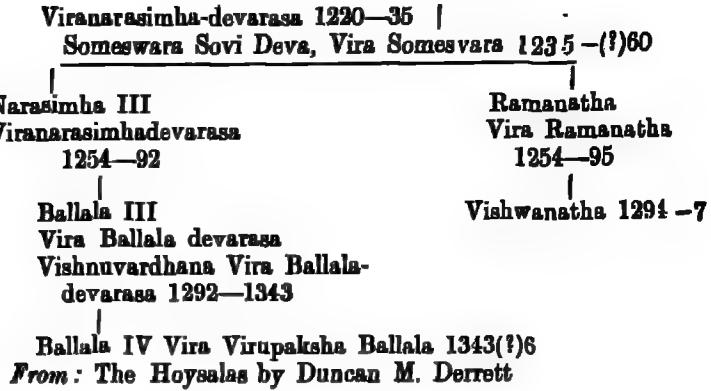 Viranarasimha-devarasa 1220—35
Someswara Sovi Deva, Vira Somesvara 1235—(?)60
Narasimha III
Viranarasimhadevarasa
1254—92
Ramanatha
Vira Ramanatha
1254—95
Vishwanatha 1294—7
Ballala III
Vira Ballala devarasa
Vishnuvardhana Vira Ballala-
devarasa 1292—1343
Ballala IV Vira Virupaksha Ballala 1343(?)6
From : The Hoysalas by Duncan M. Derrett